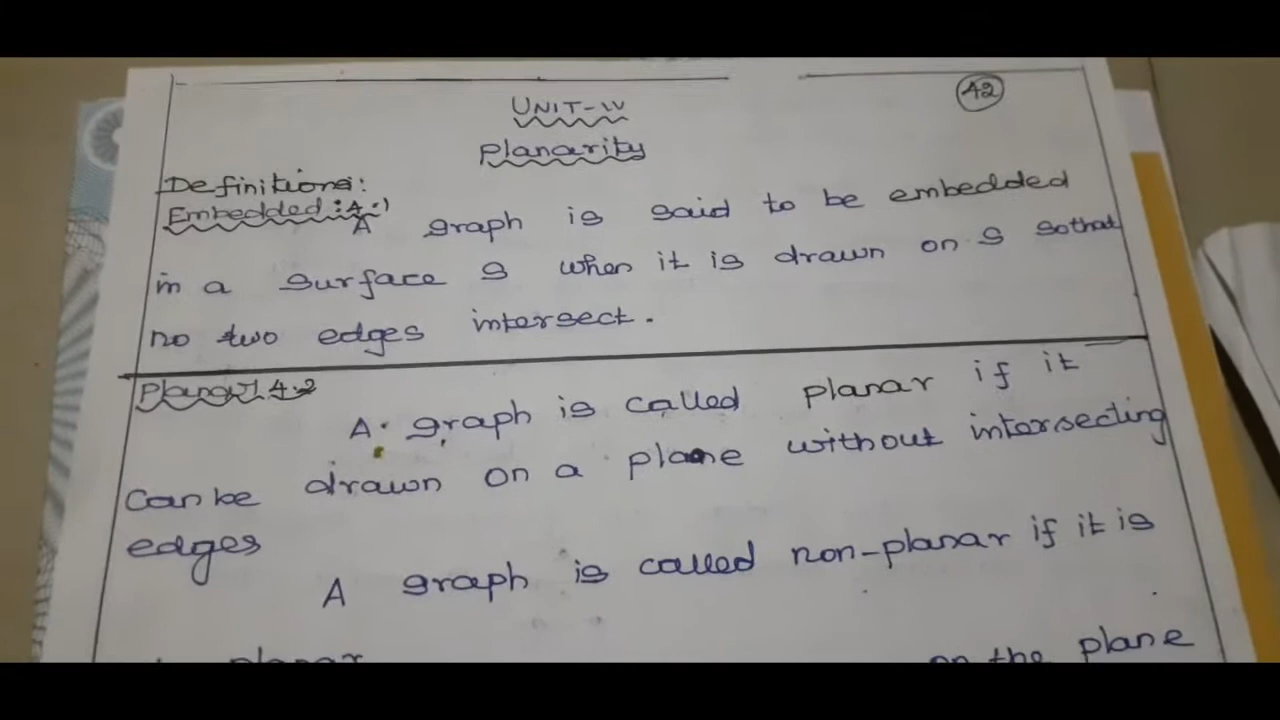 42
UNIT-IV
Planarity
Definitions:
Embedded: 4.1
A graph is said to be embedded
in a surface S when it is drawn on S so that
no two edges intersect.
Planar 4.2
A graph is called planar if it
can be drawn on a plane without intersecting
edges
A graph is called non-planar if it is
planar on the plane